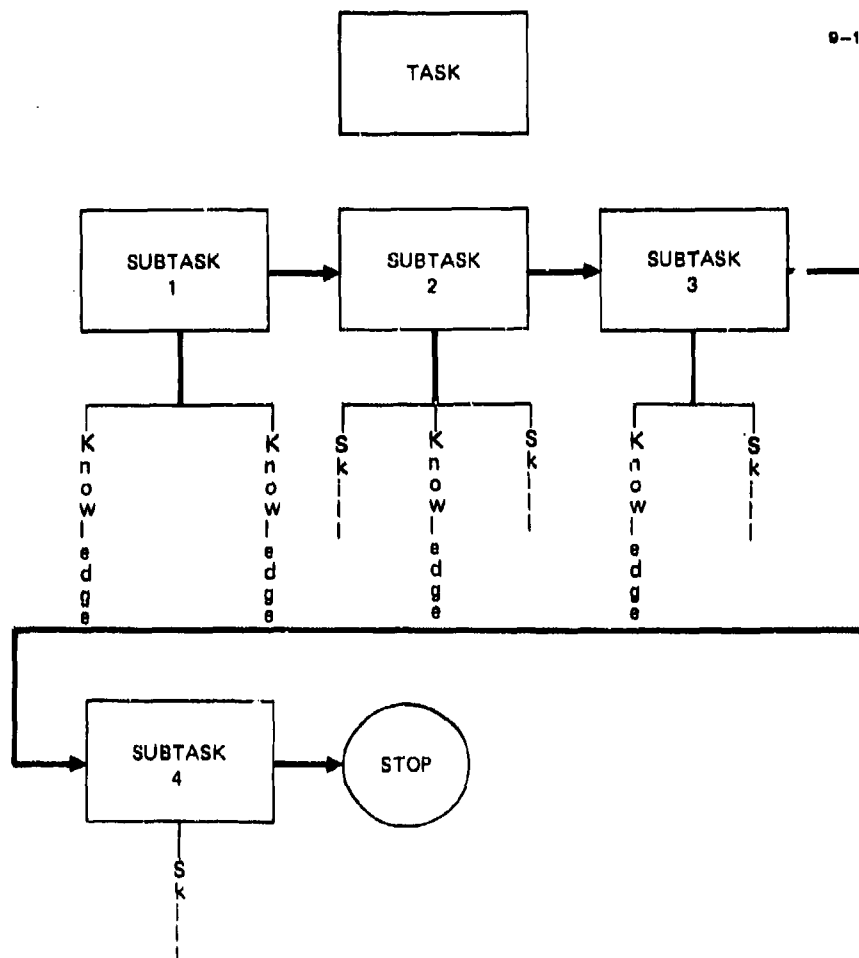 9-1
TASK
SUBTASK
1
SUBTASK
2
SUBTASK
3
Knowledge
Knowledge
Skill
Knowledge
Skill
Knowledge
Skill
SUBTASK
4
STOP
Skill